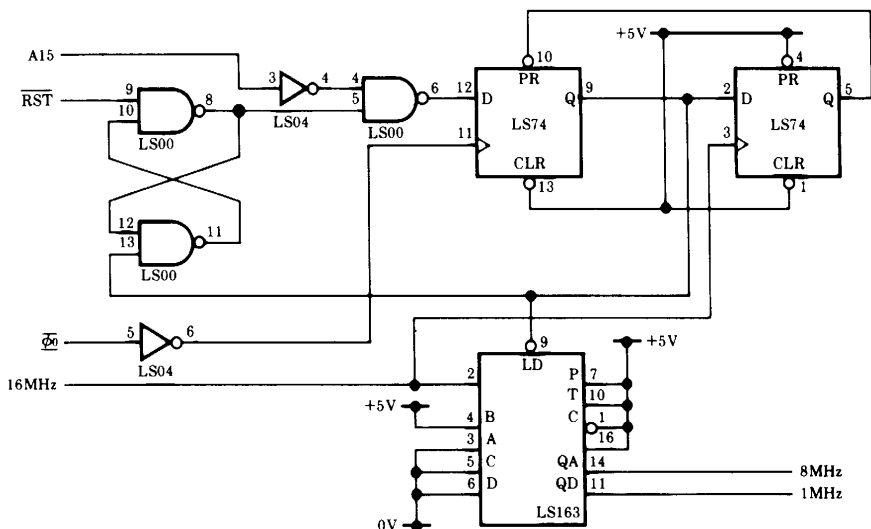 +5V
A15
3
4
4
5
6
12
D
10
PR
Q
9
2
D
4
PR
Q
5
RST
9
10
8
LS04
LS00
11
LS74
CLR
13
3
LS74
CLR
1
LS00
12
13
11
LS00
φ0
5
6
LS04
9
LD
+5V
16MHz
2
P
7
T
10
+5V
4
B
C
1
3
A
16
5
C
QA
14
8MHz
6
D
QD
11
1MHz
0V
LS163